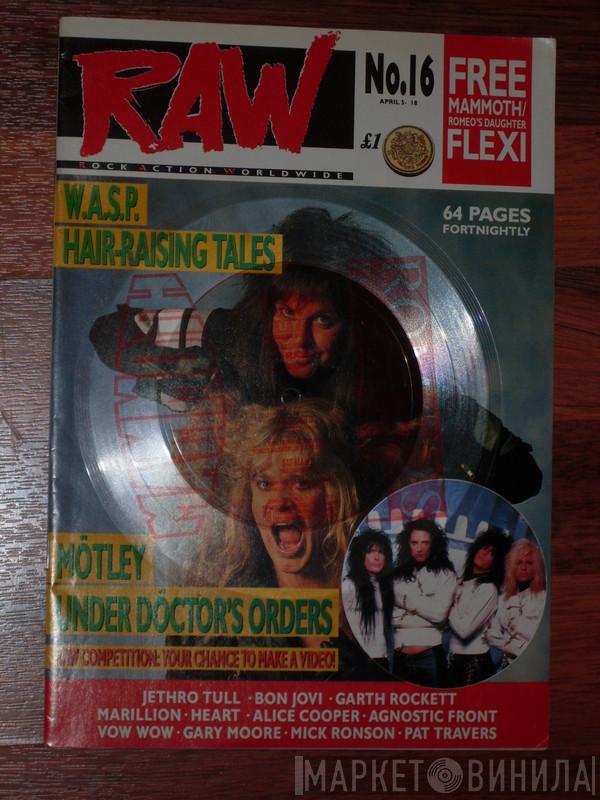 RAW
ROCK ACTION WORLDWIDE
No.16
APRIL 5- 18
£1
FREE
MAMMOTH/
ROMEO'S DAUGHTER
FLEXI
64 PAGES
FORTNIGHTLY
W.A.S.P.
HAIR-RAISING TALES
MAMMOTH
MÖTLEY
UNDER DÖCTOR'S ORDERS
RAW COMPETITION: YOUR CHANCE TO MAKE A VIDEO!
JETHRO TULL · BON JOVI · GARTH ROCKETT
MARILLION · HEART · ALICE COOPER · AGNOSTIC FRONT
VOW WOW · GARY MOORE · MICK RONSON · PAT TRAVERS
МАРКЕТ ВИНИЛА